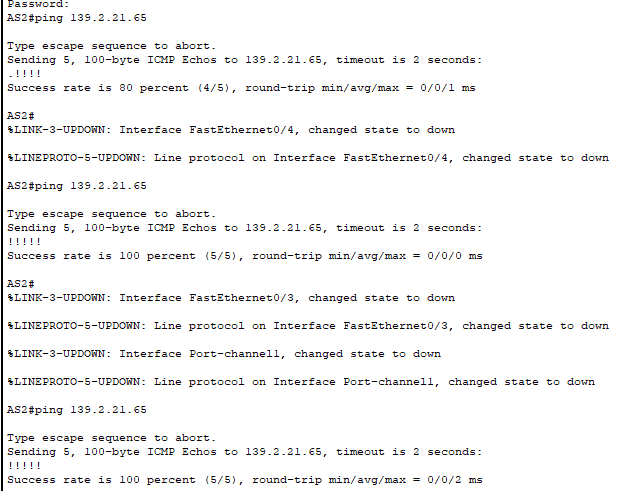 Password:
AS2#ping 139.2.21.65
Type escape sequence to abort.
Sending 5, 100-byte ICMP Echos to 139.2.21.65, timeout is 2 seconds:
.!!!!
Success rate is 80 percent (4/5), round-trip min/avg/max = 0/0/1 ms
AS2#
%LINK-3-UPDOWN: Interface FastEthernet0/4, changed state to down
%LINEPROTO-5-UPDOWN: Line protocol on Interface FastEthernet0/4, changed state to down
AS2#ping 139.2.21.65
Type escape sequence to abort.
Sending 5, 100-byte ICMP Echos to 139.2.21.65, timeout is 2 seconds:
!!!!!
Success rate is 100 percent (5/5), round-trip min/avg/max = 0/0/0 ms
AS2#
%LINK-3-UPDOWN: Interface FastEthernet0/3, changed state to down
%LINEPROTO-5-UPDOWN: Line protocol on Interface FastEthernet0/3, changed state to down
%LINK-3-UPDOWN: Interface Port-channel1, changed state to down
%LINEPROTO-5-UPDOWN: Line protocol on Interface Port-channel1, changed state to down
AS2#ping 139.2.21.65
Type escape sequence to abort.
Sending 5, 100-byte ICMP Echos to 139.2.21.65, timeout is 2 seconds:
!!!!!
Success rate is 100 percent (5/5), round-trip min/avg/max = 0/0/2 ms